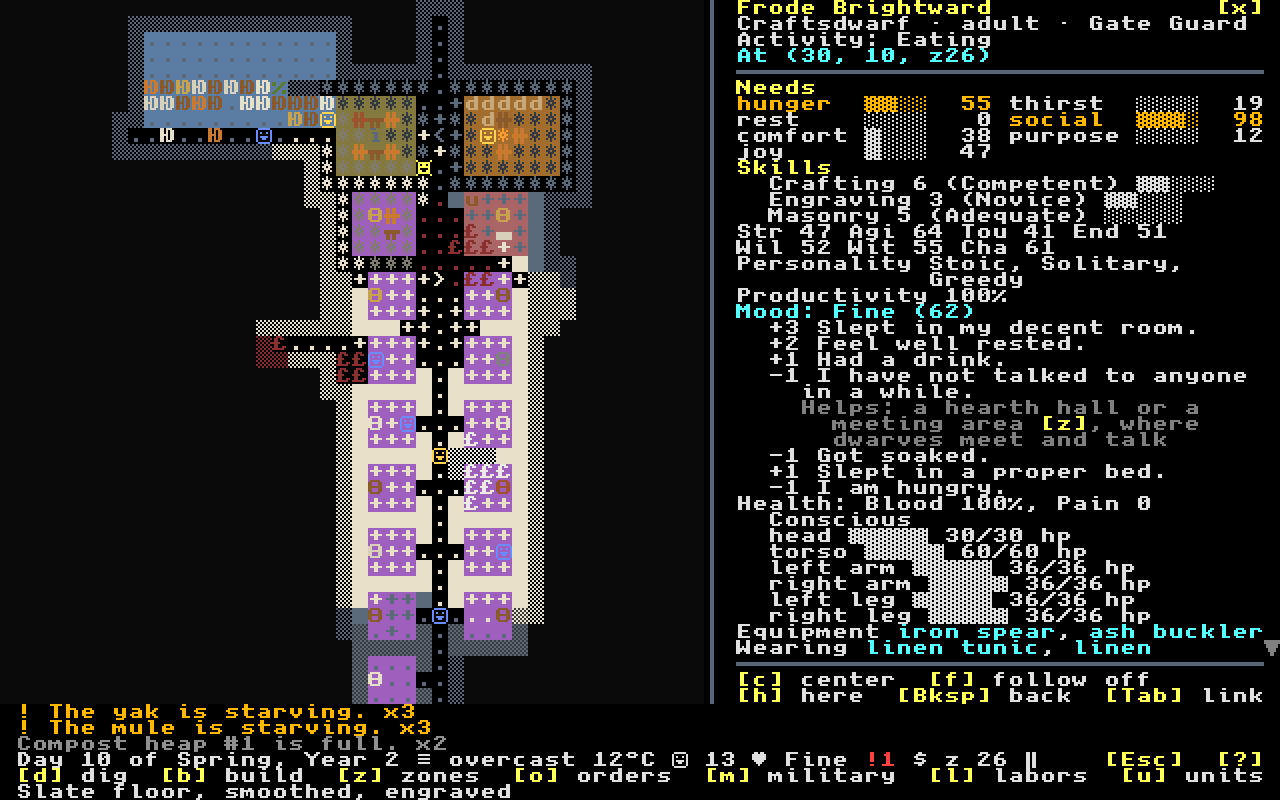 Frode Brightward [x]
Craftsdwarf · adult · Gate Guard
Activity: Eating
At (30, 10, z26)
Needs
hunger 55 thirst 19
rest 0 social 98
comfort 38 purpose 12
joy 47
Skills
Crafting 6 (Competent)
Engraving 3 (Novice)
Masonry 5 (Adequate)
Str 47 Agi 64 Tou 41 End 51
Wil 52 Wit 55 Cha 61
Personality Stoic, Solitary,
Greedy
Productivity 100%
Mood: Fine (62)
+3 Slept in my decent room.
+2 Feel well rested.
+1 Had a drink.
-1 I have not talked to anyone
in a while.
Helps: a hearth hall or a
meeting area [z], where
dwarves meet and talk
-1 Got soaked.
+1 Slept in a proper bed.
-1 I am hungry.
Health: Blood 100%, Pain 0
Conscious
head 30/30 hp
torso 60/60 hp
left arm 36/36 hp
right arm 36/36 hp
left leg 36/36 hp
right leg 36/36 hp
Equipment iron spear, ash buckler
Wearing linen tunic, linen
[c] center [f] follow off
[h] here [Bksp] back [Tab] link
! The yak is starving. x3
! The mule is starving. x3
Compost heap #1 is full. x2
Day 10 of Spring, Year 2 ≡ overcast 12°C ☺ 13 ♥ Fine !1 $ z 26 ‖ [Esc] [?]
[d] dig [b] build [z] zones [o] orders [m] military [l] labors [u] units
Slate floor, smoothed, engraved